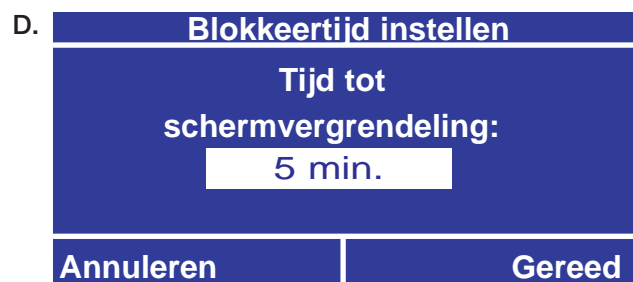 D.
Blokkeertijd instellen
Tijd tot
schermvergrendeling:
5 min.
Annuleren Gereed